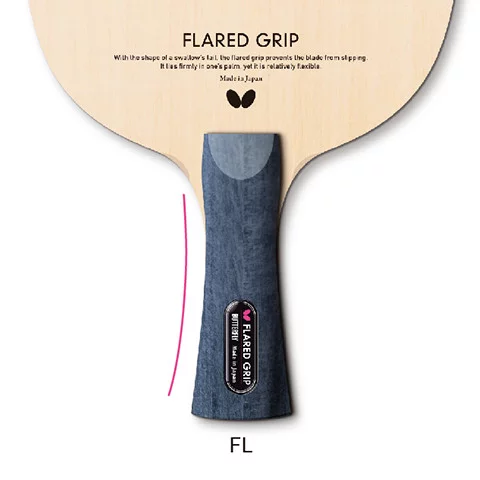 FLARED GRIP
With the shape of a swallow's tail, the flared grip prevents the blade from slipping.
It lies firmly in one's palm, yet it is relatively flexible.
Made in Japan
FLARED GRIP
BUTTERFLY Made in Japan
FL